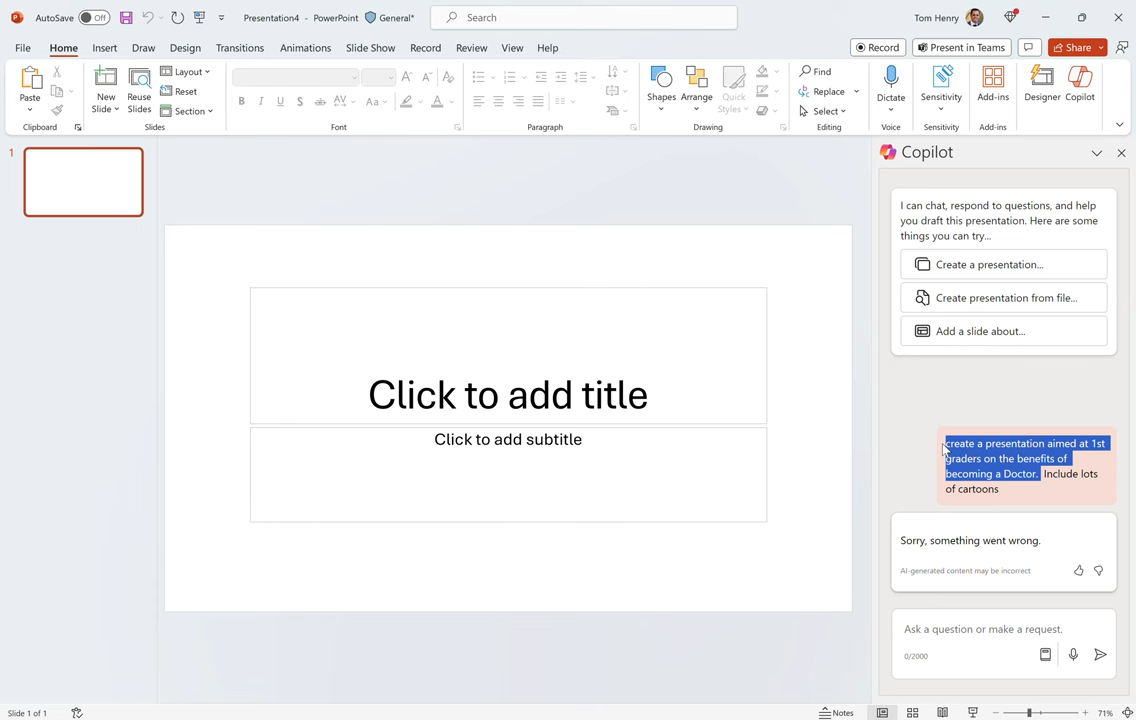 AutoSave Off Presentation4 - PowerPoint General* Search Tom Henry
File Home Insert Draw Design Transitions Animations Slide Show Record Review View Help Record Present in Teams Share
Paste New Slide Reuse Slides Layout Reset Section
B I U S ab AV Aa A A A A
Shapes Arrange Quick Styles Find Replace Select Dictate Sensitivity Add-ins Designer Copilot
Clipboard Slides Font Paragraph Drawing Editing Voice Sensitivity Add-ins
1
Click to add title
Click to add subtitle
Copilot
I can chat, respond to questions, and help
you draft this presentation. Here are some
things you can try...
Create a presentation...
Create presentation from file...
Add a slide about...
create a presentation aimed at 1st
graders on the benefits of
becoming a Doctor. Include lots
of cartoons
Sorry, something went wrong.
AI-generated content may be incorrect
Ask a question or make a request.
0/2000
Slide 1 of 1 Notes 71%